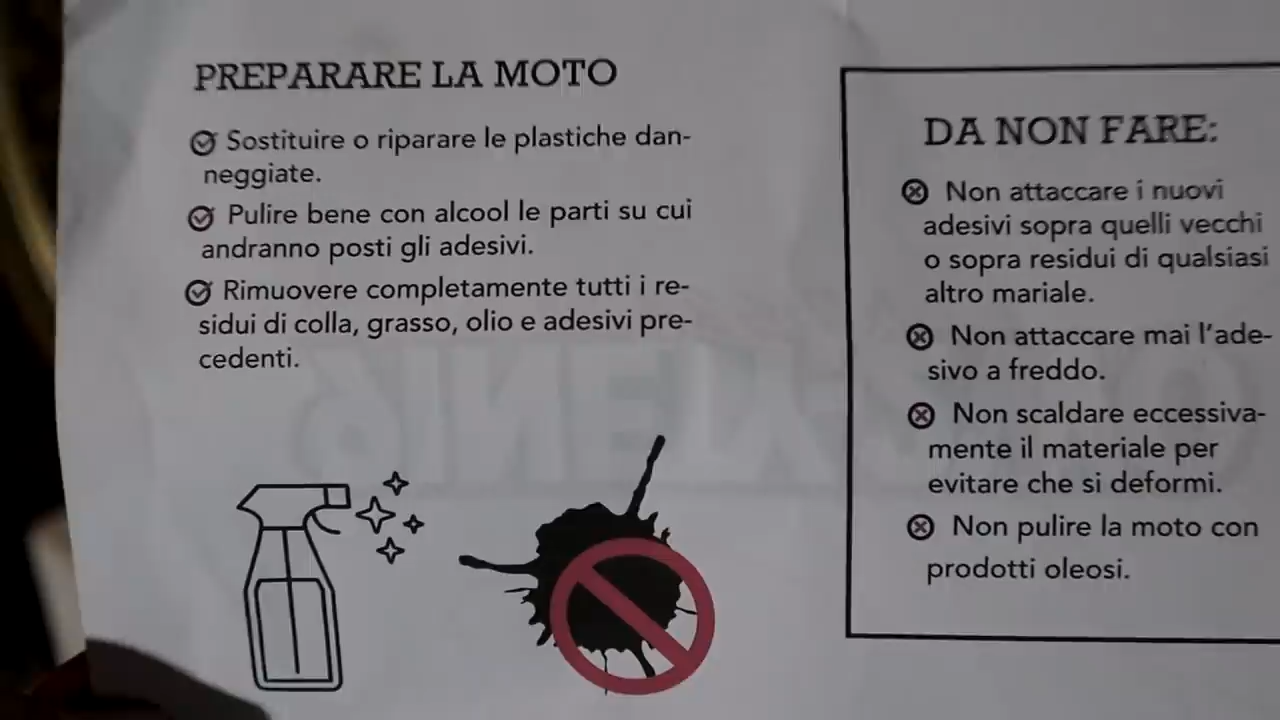 PREPARARE LA MOTO
Sostituire o riparare le plastiche dan-
neggiate.
Pulire bene con alcool le parti su cui
andranno posti gli adesivi.
Rimuovere completamente tutti i re-
sidui di colla, grasso, olio e adesivi pre-
cedenti.
DA NON FARE:
Non attaccare i nuovi
adesivi sopra quelli vecchi
o sopra residui di qualsiasi
altro mariale.
Non attaccare mai l'ade-
sivo a freddo.
Non scaldare eccessiva-
mente il materiale per
evitare che si deformi.
Non pulire la moto con
prodotti oleosi.